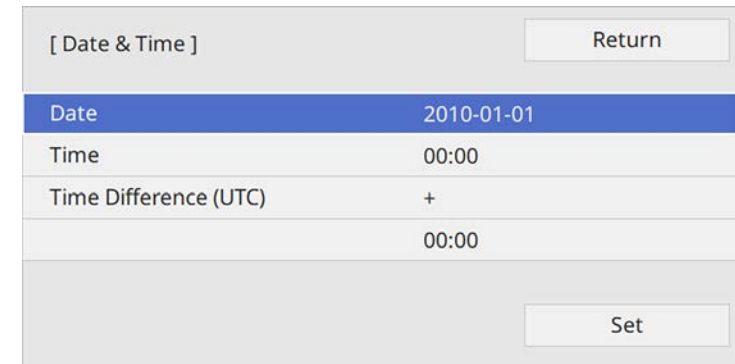 [ Date & Time ] Return
Date 2010-01-01
Time 00:00
Time Difference (UTC) +
00:00
Set